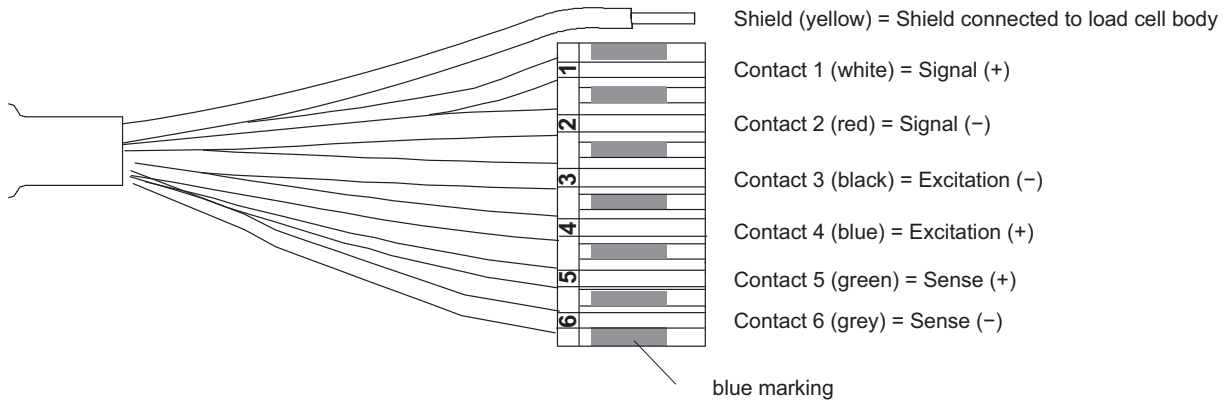 Shield (yellow) = Shield connected to load cell body
1
Contact 1 (white) = Signal (+)
2
Contact 2 (red) = Signal (−)
3
Contact 3 (black) = Excitation (−)
4
Contact 4 (blue) = Excitation (+)
5
Contact 5 (green) = Sense (+)
6
Contact 6 (grey) = Sense (−)
blue marking